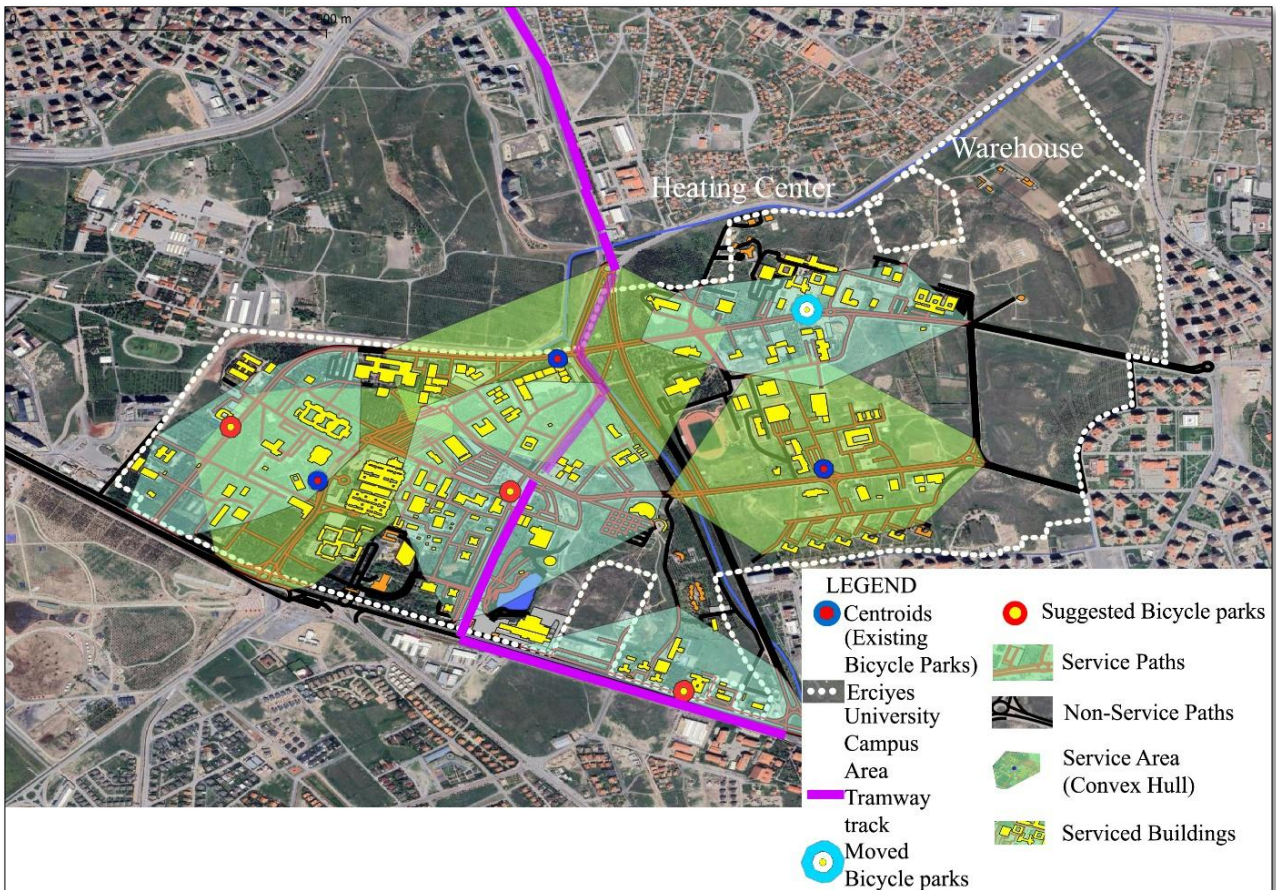 0
Warehouse
Heating Center
LEGEND
Centroids
(Existing
Bicycle Parks)
Erciyes
University
Campus
Area
Tramway
track
Moved
Bicycle parks
Suggested Bicycle parks
Service Paths
Non-Service Paths
Service Area
(Convex Hull)
Serviced Buildings